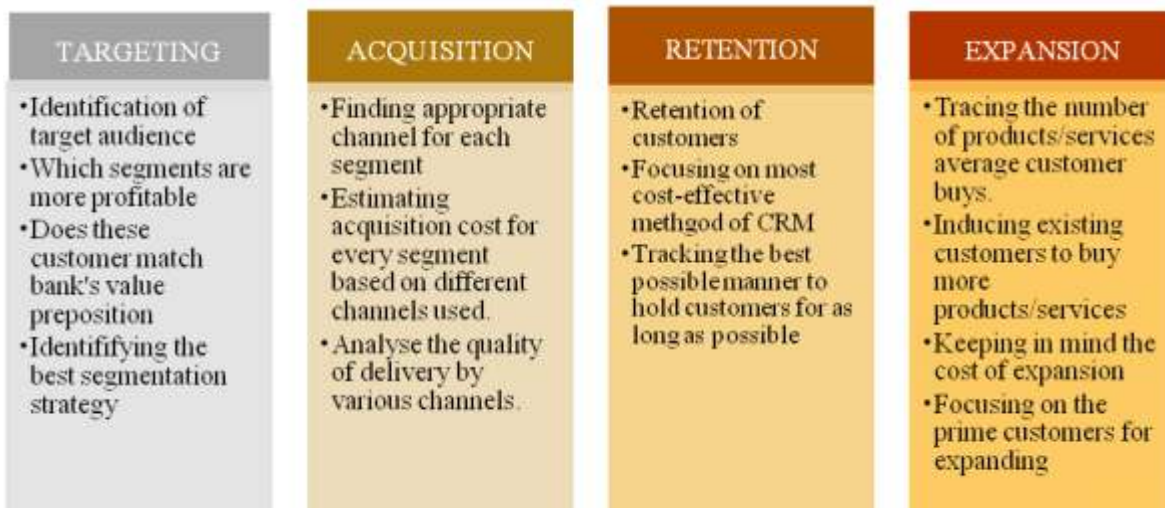 TARGETING
•Identification of
target audience
•Which segments are
more profitable
•Does these
customer match
bank's value
preposition
•Identififying the
best segmentation
strategy
ACQUISITION
•Finding appropriate
channel for each
segment
•Estimating
acquisition cost for
every segment
based on different
channels used.
•Analyse the quality
of delivery by
various channels.
RETENTION
•Retention of
customers
•Focusing on most
cost-effective
methgod of CRM
•Tracking the best
possible manner to
hold customers for as
long as possible
EXPANSION
•Tracing the number
of products/services
average customer
buys.
•Inducing existing
customers to buy
more
products/services
•Keeping in mind the
cost of expansion
•Focusing on the
prime customers for
expanding